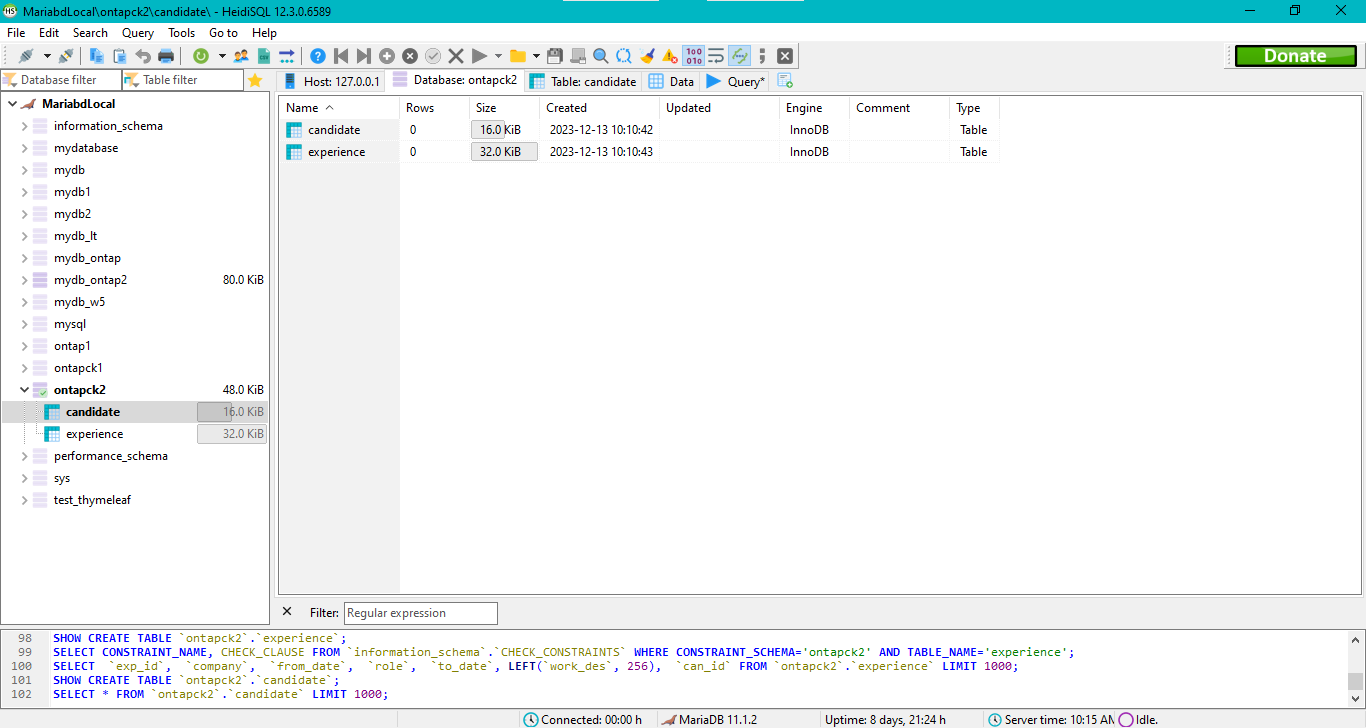 MariabdLocal\ontapck2\candidate\ - HeidiSQL 12.3.0.6589
File Edit Search Query Tools Go to Help
Donate
Database filter Table filter Host: 127.0.0.1 Database: ontapck2 Table: candidate Data Query*
MariabdLocal
information_schema
mydatabase
mydb
mydb1
mydb2
mydb_lt
mydb_ontap
mydb_ontap2 80.0 KiB
mydb_w5
mysql
ontap1
ontapck1
ontapck2 48.0 KiB
candidate 16.0 KiB
experience 32.0 KiB
performance_schema
sys
test_thymeleaf
Name Rows Size Created Updated Engine Comment Type
candidate 0 16.0 KiB 2023-12-13 10:10:42 InnoDB Table
experience 0 32.0 KiB 2023-12-13 10:10:43 InnoDB Table
Filter: Regular expression
98 SHOW CREATE TABLE `ontapck2`.`experience`;
99 SELECT CONSTRAINT_NAME, CHECK_CLAUSE FROM `information_schema`.`CHECK_CONSTRAINTS` WHERE CONSTRAINT_SCHEMA='ontapck2' AND TABLE_NAME='experience';
100 SELECT `exp_id`, `company`, `from_date`, `role`, `to_date`, LEFT(`work_des`, 256), `can_id` FROM `ontapck2`.`experience` LIMIT 1000;
101 SHOW CREATE TABLE `ontapck2`.`candidate`;
102 SELECT * FROM `ontapck2`.`candidate` LIMIT 1000;
Connected: 00:00 h MariaDB 11.1.2 Uptime: 8 days, 21:24 h Server time: 10:15 AM Idle.